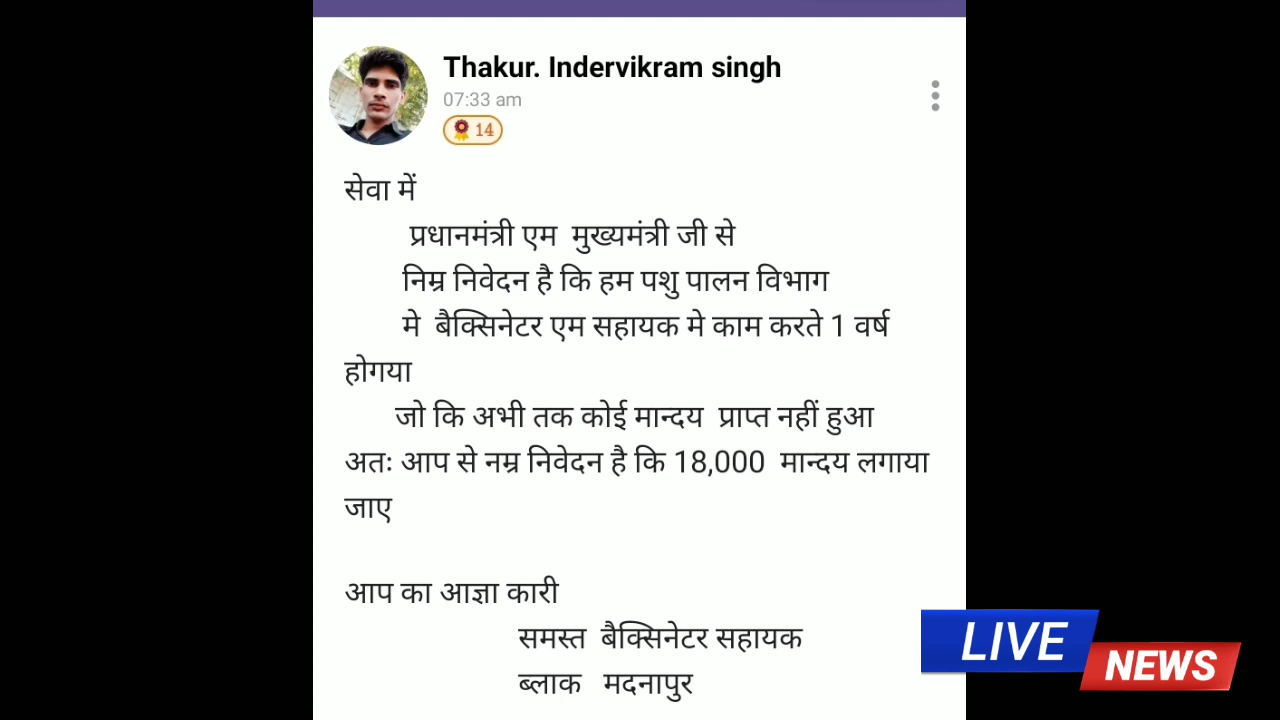 Thakur. Indervikram singh
07:33 am
14
सेवा में
प्रधानमंत्री एम मुख्यमंत्री जी से
निम्र निवेदन है कि हम पशु पालन विभाग
मे बैक्सिनेटर एम सहायक मे काम करते 1 वर्ष
होगया
जो कि अभी तक कोई मान्दय प्राप्त नहीं हुआ
अतः आप से नम्र निवेदन है कि 18,000 मान्दय लगाया
जाए
आप का आज्ञा कारी
समस्त बैक्सिनेटर सहायक
ब्लाक मदनापुर
LIVE
NEWS